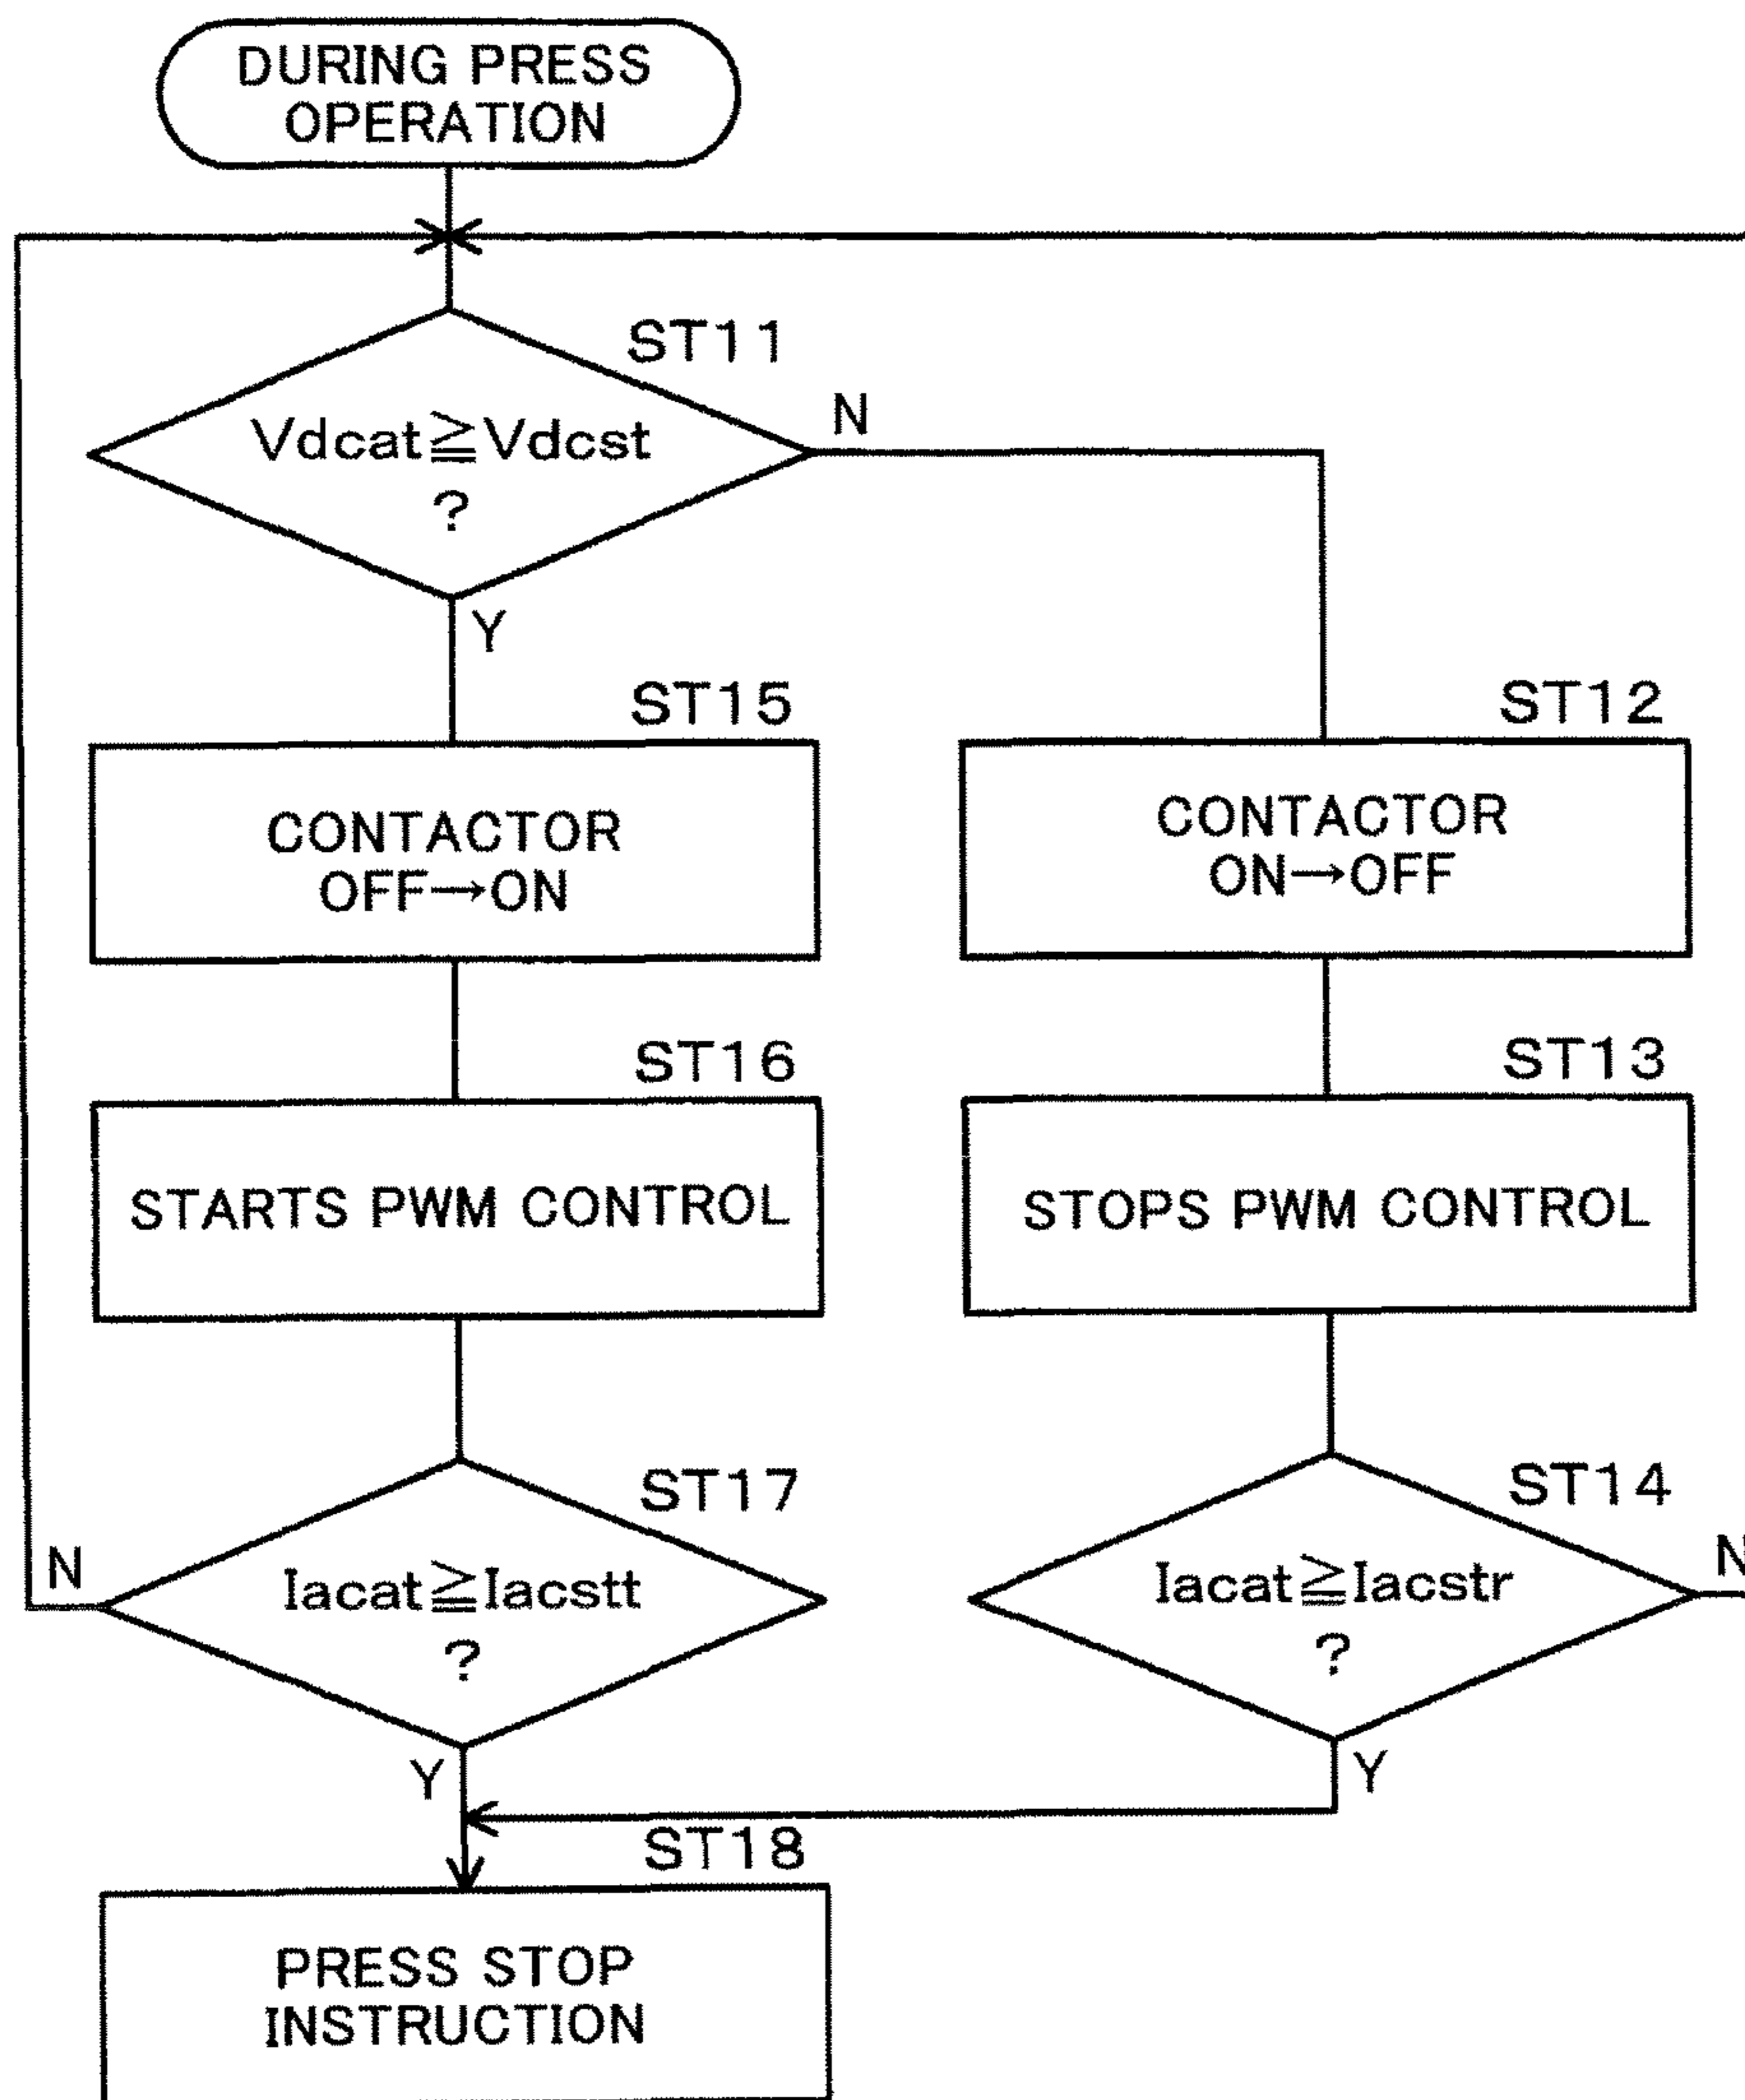 DURING PRESS
OPERATION
ST11
Vdcat≧Vdcst
?
N
Y
ST15
CONTACTOR
OFF→ON
ST12
CONTACTOR
ON→OFF
ST16
STARTS PWM CONTROL
ST13
STOPS PWM CONTROL
ST17
Iacat≧Iacstt
?
N
Y
ST14
Iacat≧Iacstr
?
N
Y
ST18
PRESS STOP
INSTRUCTION